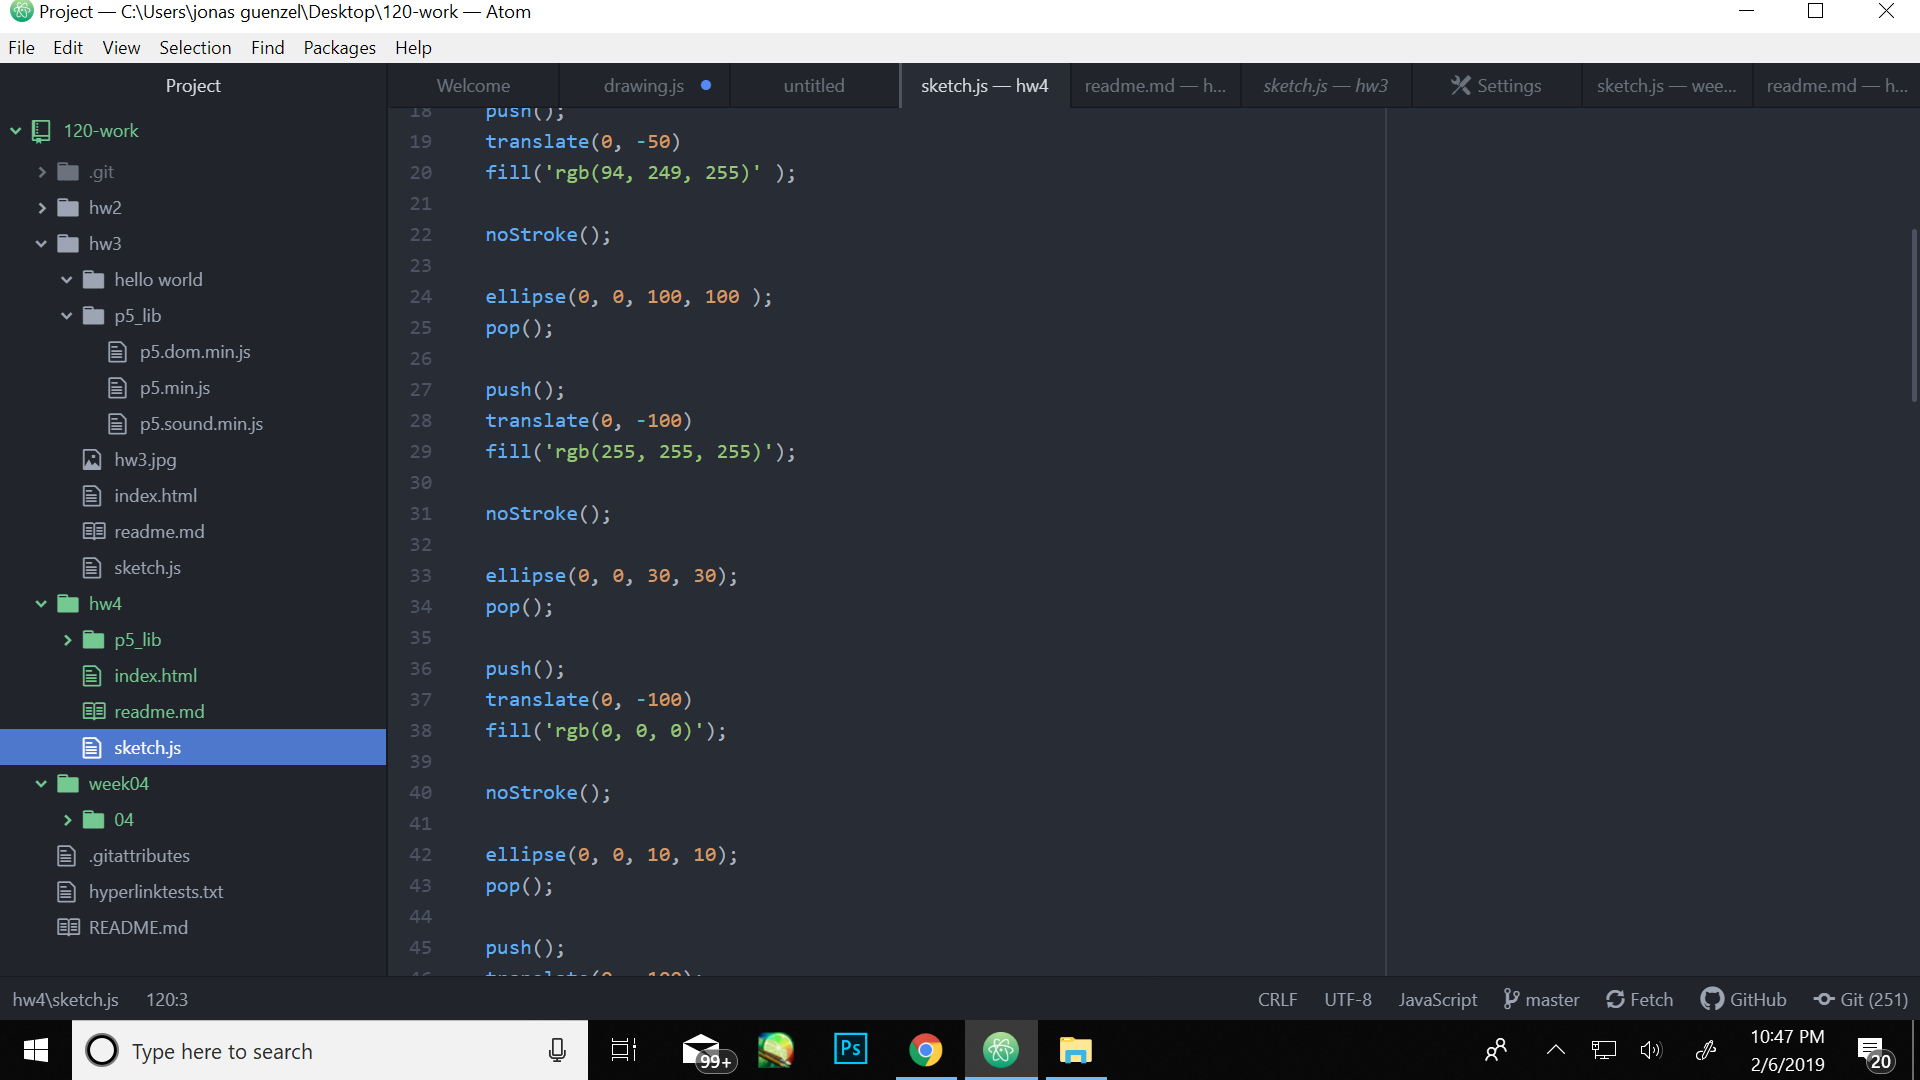 Project — C:\Users\jonas guenzel\Desktop\120-work — Atom
File Edit View Selection Find Packages Help
Project
Welcome drawing.js untitled sketch.js — hw4 readme.md — h... sketch.js — hw3 Settings sketch.js — wee... readme.md — h...
120-work
.git
hw2
hw3
hello world
p5_lib
p5.dom.min.js
p5.min.js
p5.sound.min.js
hw3.jpg
index.html
readme.md
sketch.js
hw4
p5_lib
index.html
readme.md
sketch.js
week04
04
.gitattributes
hyperlinktests.txt
README.md
18 push();
19 translate(0, -50)
20 fill('rgb(94, 249, 255)' );
21
22 noStroke();
23
24 ellipse(0, 0, 100, 100 );
25 pop();
26
27 push();
28 translate(0, -100)
29 fill('rgb(255, 255, 255)');
30
31 noStroke();
32
33 ellipse(0, 0, 30, 30);
34 pop();
35
36 push();
37 translate(0, -100)
38 fill('rgb(0, 0, 0)');
39
40 noStroke();
41
42 ellipse(0, 0, 10, 10);
43 pop();
44
45 push();
46 translate(0, -100);
hw4\sketch.js 120:3 CRLF UTF-8 JavaScript master Fetch GitHub Git (251)
Type here to search 99+ Ps 10:47 PM
2/6/2019 20